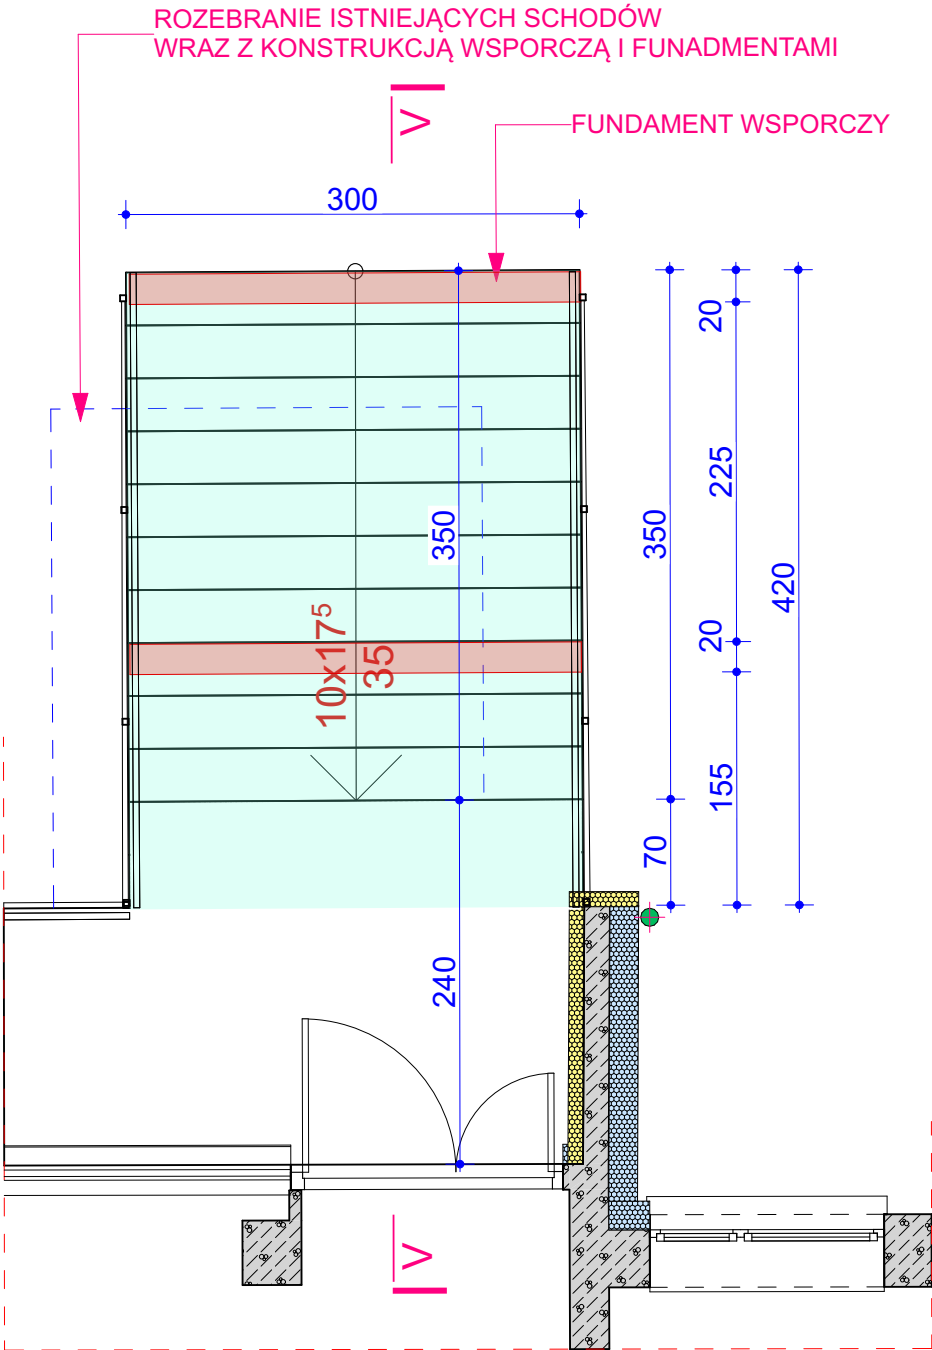 ROZEBRANIE ISTNIEJĄCYCH SCHODÓW
WRAZ Z KONSTRUKCJĄ WSPORCZĄ I FUNADMENTAMI
V
FUNDAMENT WSPORCZY
300
20
225
350
350
420
20
10x17⁵
35
155
70
240
V